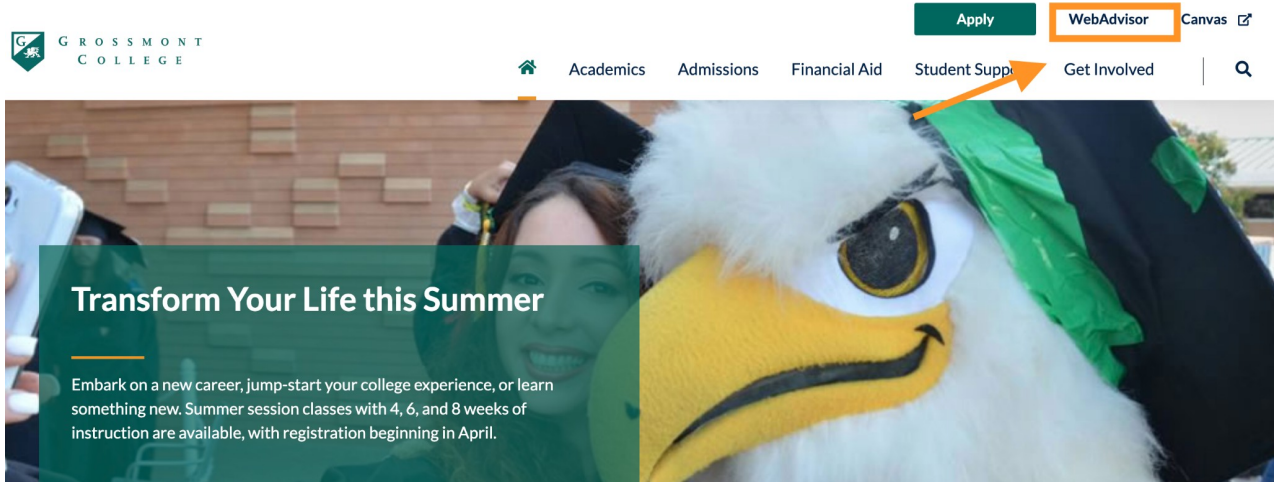 Apply WebAdvisor Canvas
G GROSSMONT
COLLEGE
Academics Admissions Financial Aid Student Get Involved
Transform Your Life this Summer
Embark on a new career, jump-start your college experience, or learn
something new. Summer session classes with 4, 6, and 8 weeks of
instruction are available, with registration beginning in April.